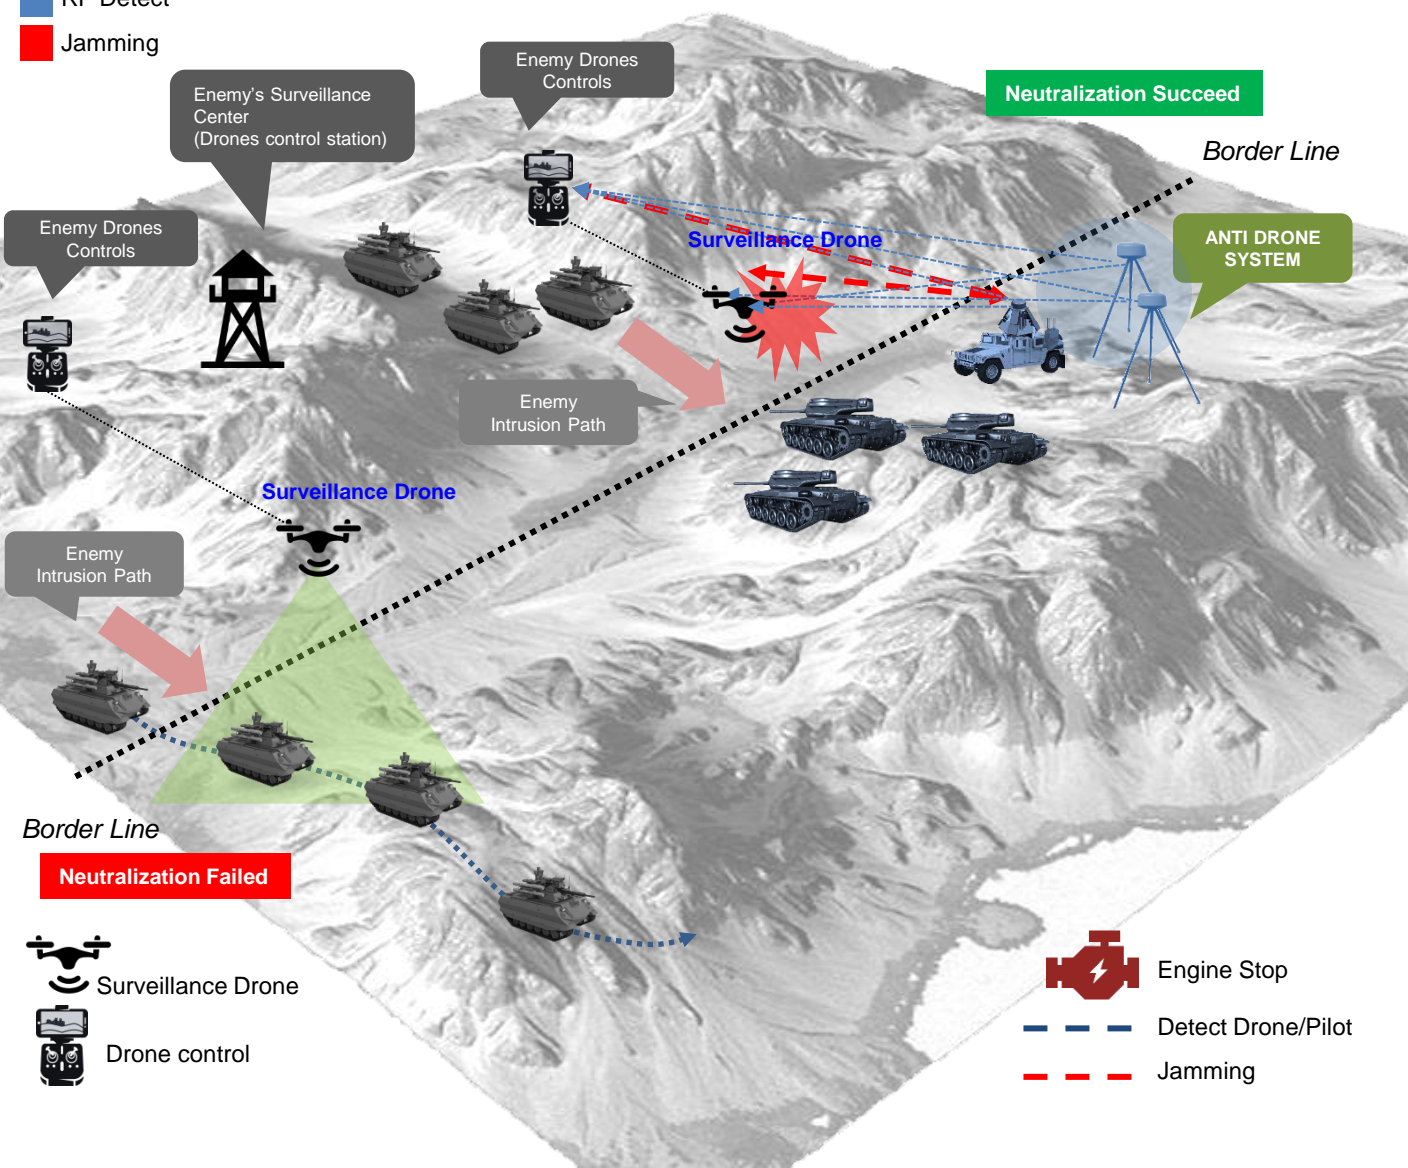 RF Detect
Jamming
Enemy Drones
Controls
Neutralization Succeed
Enemy's Surveillance
Center
(Drones control station)
Border Line
Enemy Drones
Controls
Surveillance Drone
ANTI DRONE
SYSTEM
Enemy
Intrusion Path
Surveillance Drone
Enemy
Intrusion Path
Border Line
Neutralization Failed
Surveillance Drone
Drone control
Engine Stop
Detect Drone/Pilot
Jamming